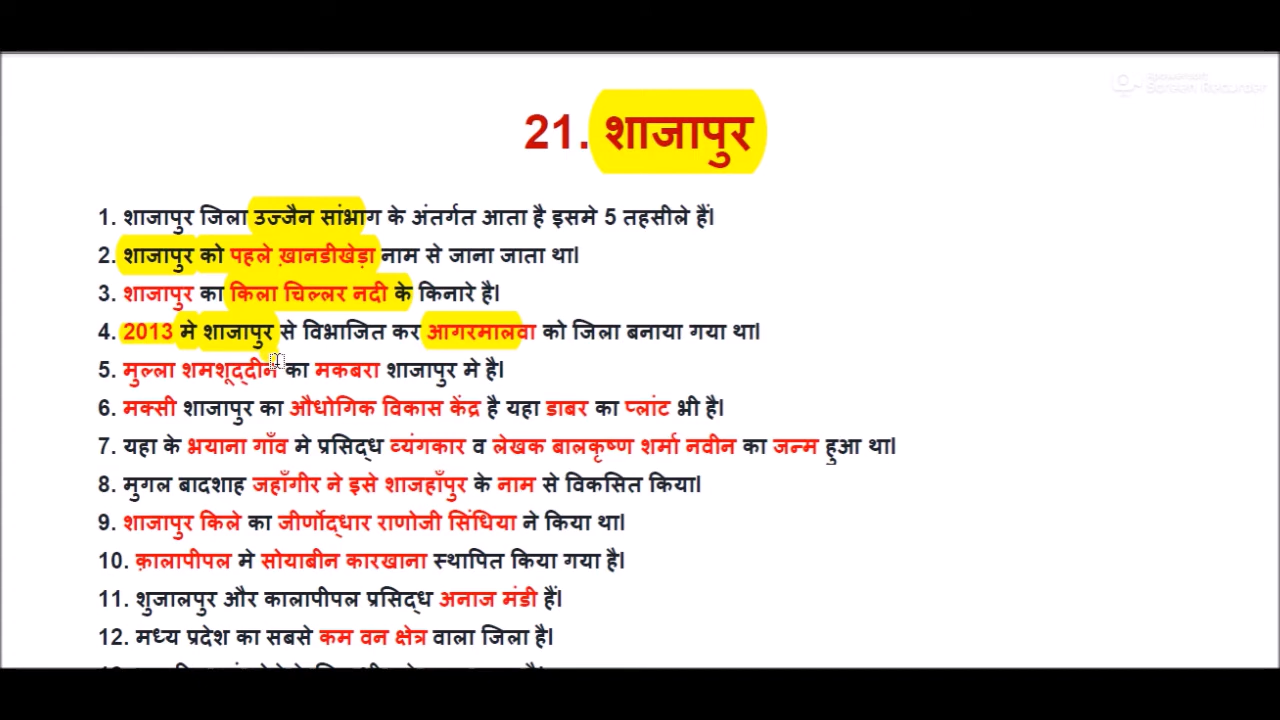 21. शाजापुर
1. शाजापुर जिला उज्जैन सांभाग के अंतर्गत आता है इसमे 5 तहसीले हैं।
2. शाजापुर को पहले ख़ानडीखेड़ा नाम से जाना जाता था।
3. शाजापुर का किला चिल्लर नदी के किनारे है।
4. 2013 मे शाजापुर से विभाजित कर आगरमालवा को जिला बनाया गया था।
5. मुल्ला शमशूद्दीन का मकबरा शाजापुर मे है।
6. मक्सी शाजापुर का औधोगिक विकास केंद्र है यहा डाबर का प्लांट भी है।
7. यहा के भयाना गाँव मे प्रसिद्ध व्यंगकार व लेखक बालकृष्ण शर्मा नवीन का जन्म हुआ था।
8. मुगल बादशाह जहाँगीर ने इसे शाजहाँपुर के नाम से विकसित किया।
9. शाजापुर किले का जीर्णोद्धार राणोजी सिंधिया ने किया था।
10. क़ालापीपल मे सोयाबीन कारखाना स्थापित किया गया है।
11. शुजालपुर और कालापीपल प्रसिद्ध अनाज मंडी हैं।
12. मध्य प्रदेश का सबसे कम वन क्षेत्र वाला जिला है।